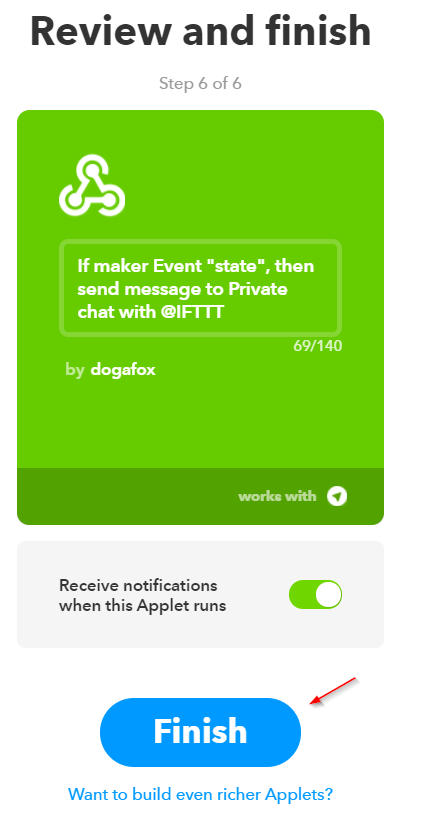 Review and finish
Step 6 of 6
If maker Event "state", then
send message to Private
chat with @IFTTT
69/140
by dogafox
works with
Receive notifications
when this Applet runs
Finish
Want to build even richer Applets?